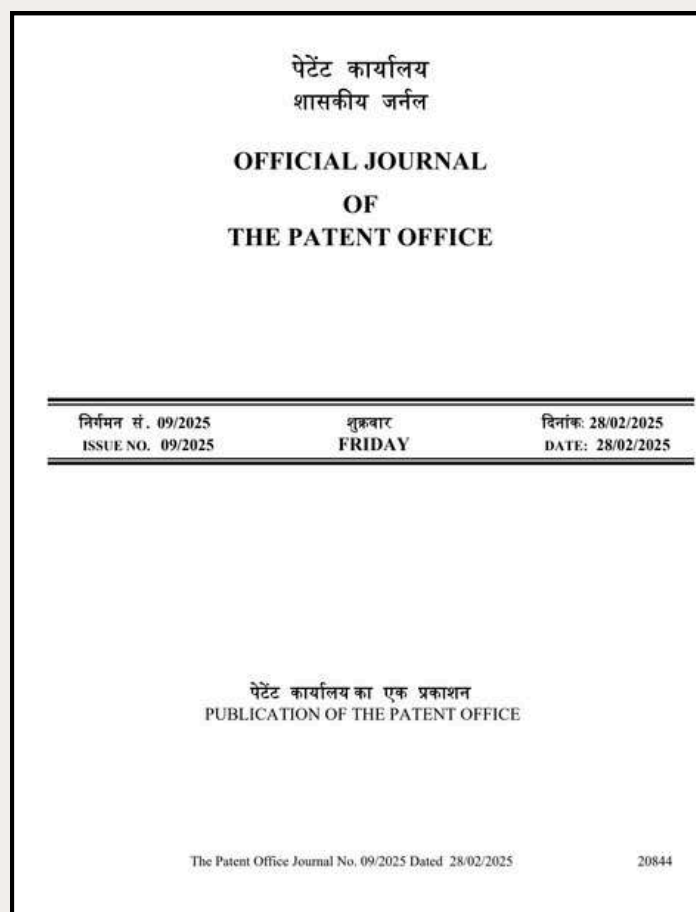 पेटेंट कार्यालय
शासकीय जर्नल
OFFICIAL JOURNAL
OF
THE PATENT OFFICE
निर्गमन सं. 09/2025 शुक्रवार दिनांक: 28/02/2025
ISSUE NO. 09/2025 FRIDAY DATE: 28/02/2025
पेटेंट कार्यालय का एक प्रकाशन
PUBLICATION OF THE PATENT OFFICE
The Patent Office Journal No. 09/2025 Dated 28/02/2025 20844